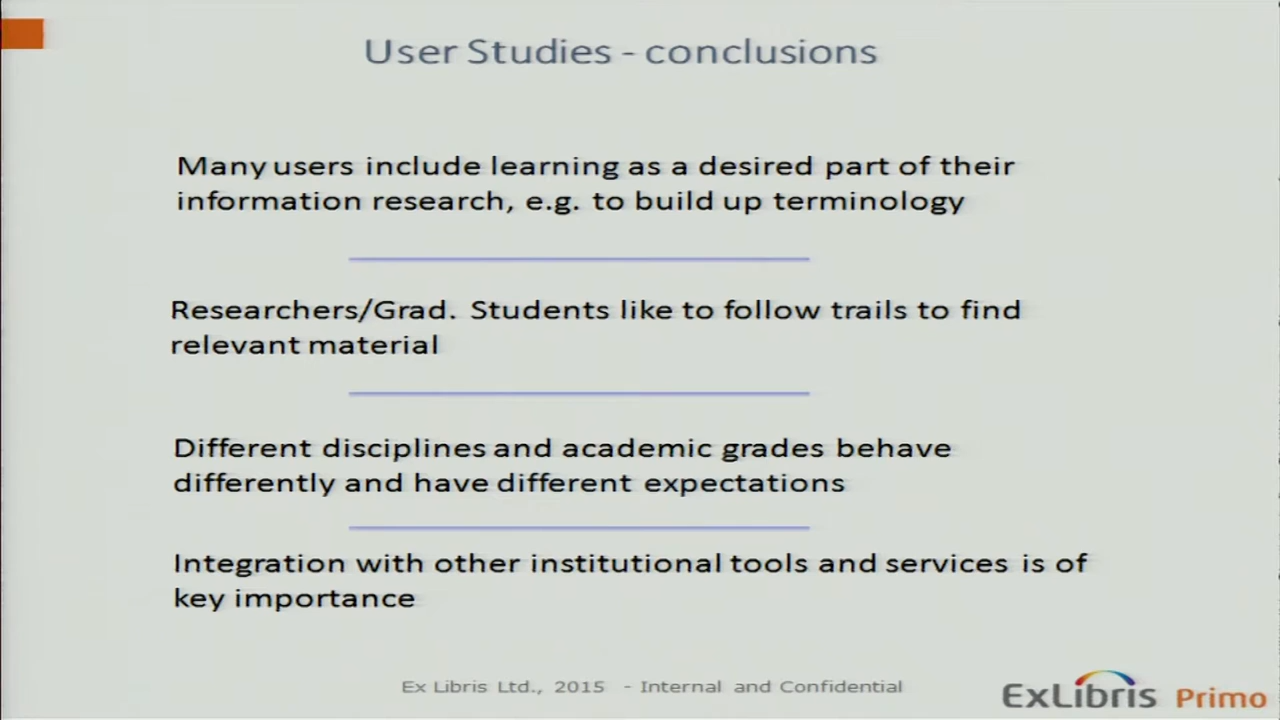 User Studies - conclusions
Many users include learning as a desired part of their
information research, e.g. to build up terminology
Researchers/Grad. Students like to follow trails to find
relevant material
Different disciplines and academic grades behave
differently and have different expectations
Integration with other institutional tools and services is of
key importance
Ex Libris Ltd., 2015 - Internal and Confidential
ExLibris Primo